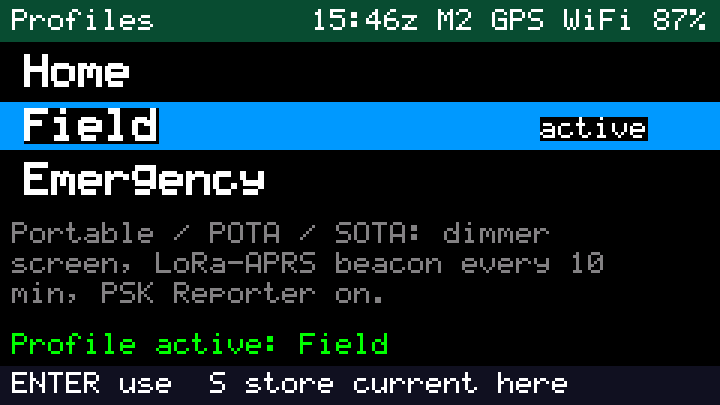 Profiles 15:46z M2 GPS WiFi 87%
Home
Field active
Emergency
Portable / POTA / SOTA: dimmer
screen, LoRa-APRS beacon every 10
min, PSK Reporter on.
Profile active: Field
ENTER use  S store current here